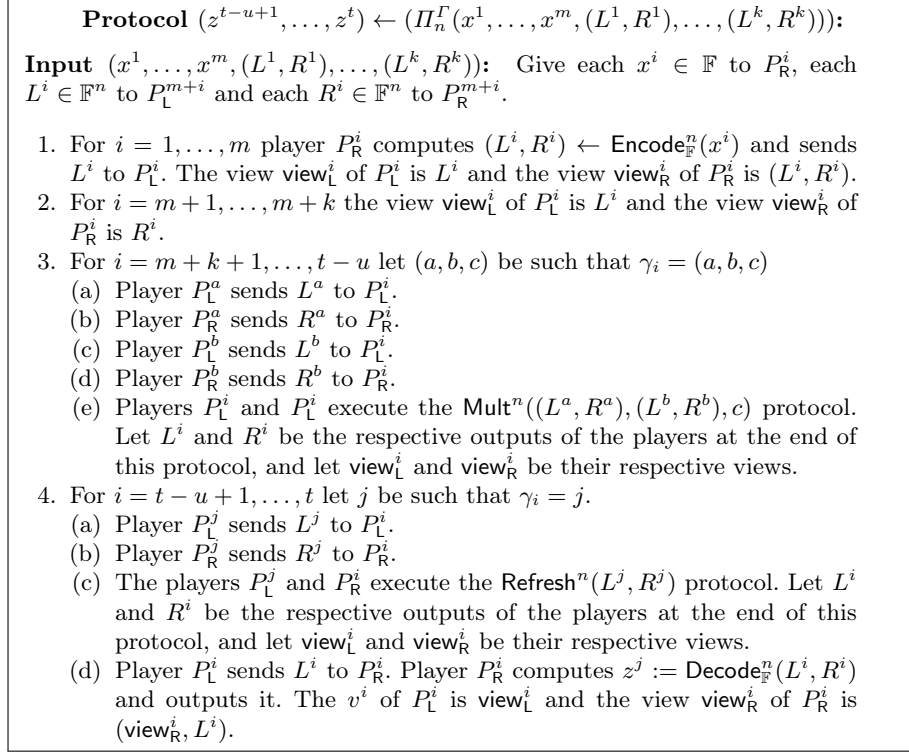 Protocol (z^{t−u+1}, . . . , z^t) ← (Π_n^Γ(x^1, . . . , x^m, (L^1, R^1), . . . , (L^k, R^k))):
Input (x^1, . . . , x^m, (L^1, R^1), . . . , (L^k, R^k)): Give each x^i ∈ 𝔽 to P_R^i, each
L^i ∈ 𝔽^n to P_L^{m+i} and each R^i ∈ 𝔽^n to P_R^{m+i}.
1. For i = 1, . . . , m player P_R^i computes (L^i, R^i) ← Encode_𝔽^n(x^i) and sends
L^i to P_L^i. The view view_L^i of P_L^i is L^i and the view view_R^i of P_R^i is (L^i, R^i).
2. For i = m + 1, . . . , m + k the view view_L^i of P_L^i is L^i and the view view_R^i of
P_R^i is R^i.
3. For i = m + k + 1, . . . , t − u let (a, b, c) be such that γ_i = (a, b, c)
(a) Player P_L^a sends L^a to P_L^i.
(b) Player P_R^a sends R^a to P_R^i.
(c) Player P_L^b sends L^b to P_L^i.
(d) Player P_R^b sends R^b to P_R^i.
(e) Players P_L^i and P_L^i execute the Mult^n((L^a, R^a), (L^b, R^b), c) protocol.
Let L^i and R^i be the respective outputs of the players at the end of
this protocol, and let view_L^i and view_R^i be their respective views.
4. For i = t − u + 1, . . . , t let j be such that γ_i = j.
(a) Player P_L^j sends L^j to P_L^i.
(b) Player P_R^j sends R^j to P_R^i.
(c) The players P_L^j and P_R^i execute the Refresh^n(L^j, R^j) protocol. Let L^i
and R^i be the respective outputs of the players at the end of this
protocol, and let view_L^i and view_R^i be their respective views.
(d) Player P_L^i sends L^i to P_R^i. Player P_R^i computes z^j := Decode_𝔽^n(L^i, R^i)
and outputs it. The v^i of P_L^i is view_L^i and the view view_R^i of P_R^i is
(view_R^i, L^i).